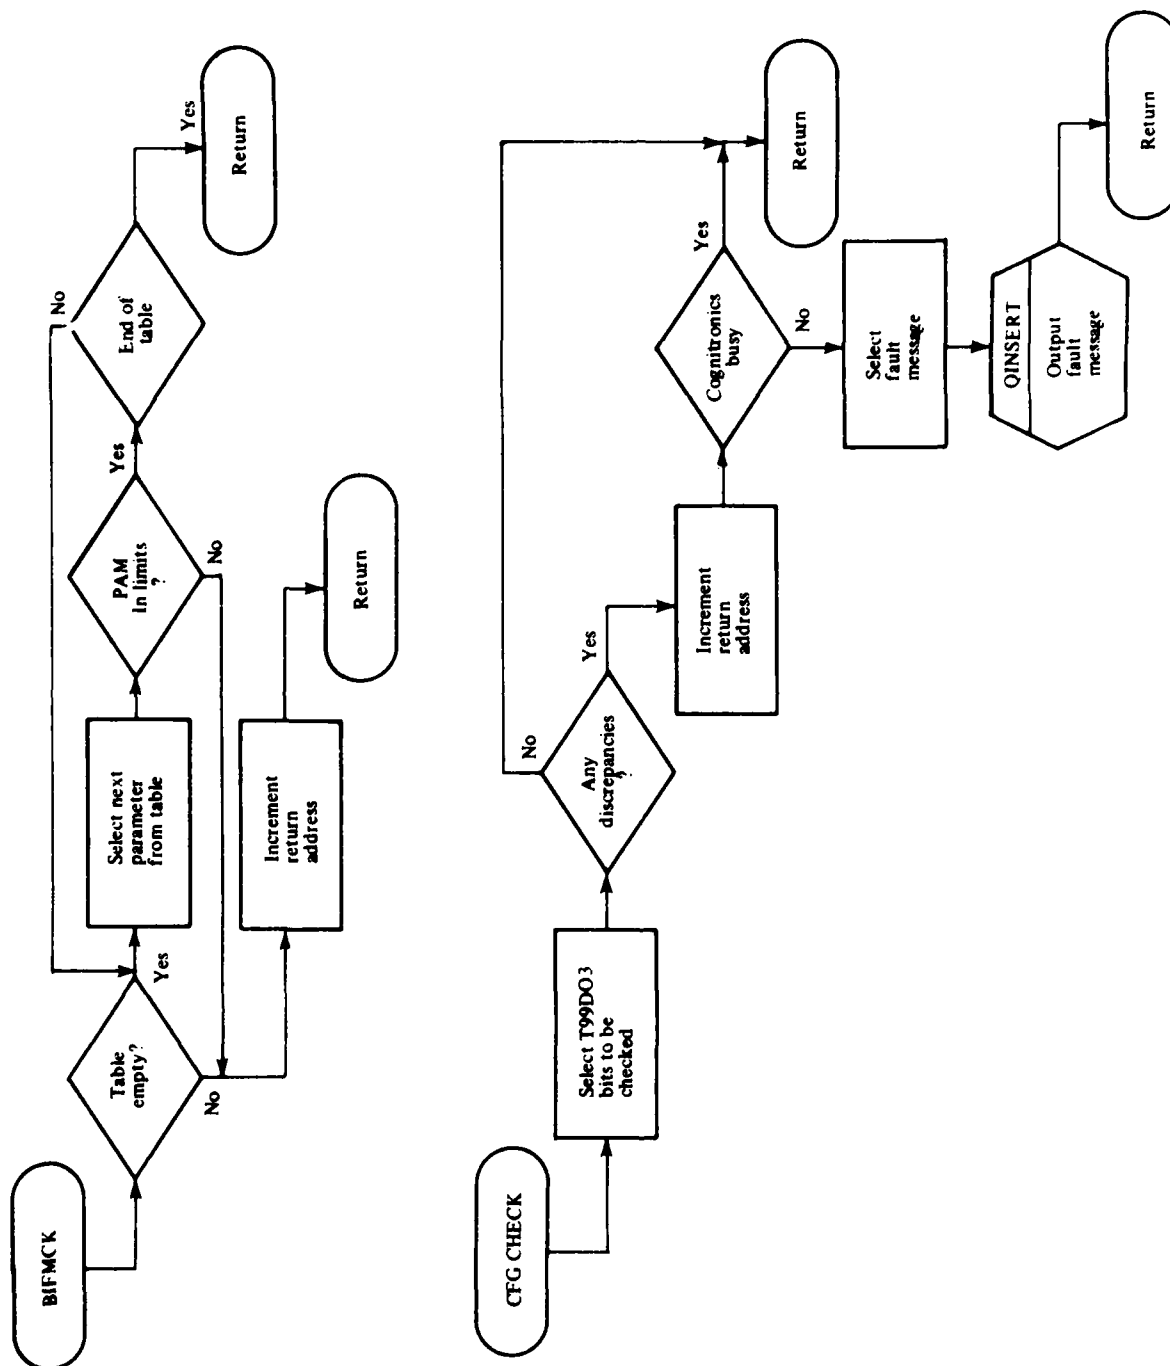 BIFMCK
Table
empty?
Yes
No
Select next
parameter
from table
PAM
In limits
?
Yes
No
End of
table
No
Yes
Return
Increment
return
address
Return
CFG CHECK
Select T99DO3
bits to be
checked
Any
discrepancies
?
No
Yes
Increment
return
address
Cognitronics
busy
Yes
No
Return
Select
fault
message
QINSERT
Output
fault
message
Return